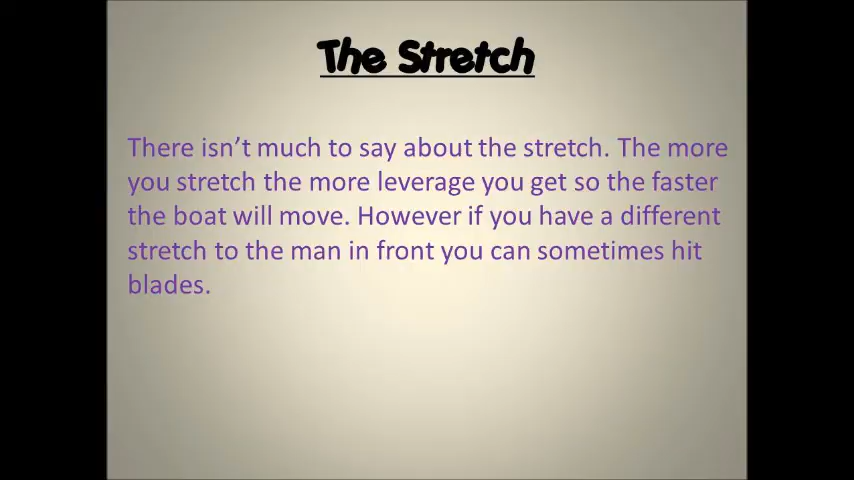 The Stretch
There isn’t much to say about the stretch. The more
you stretch the more leverage you get so the faster
the boat will move. However if you have a different
stretch to the man in front you can sometimes hit
blades.